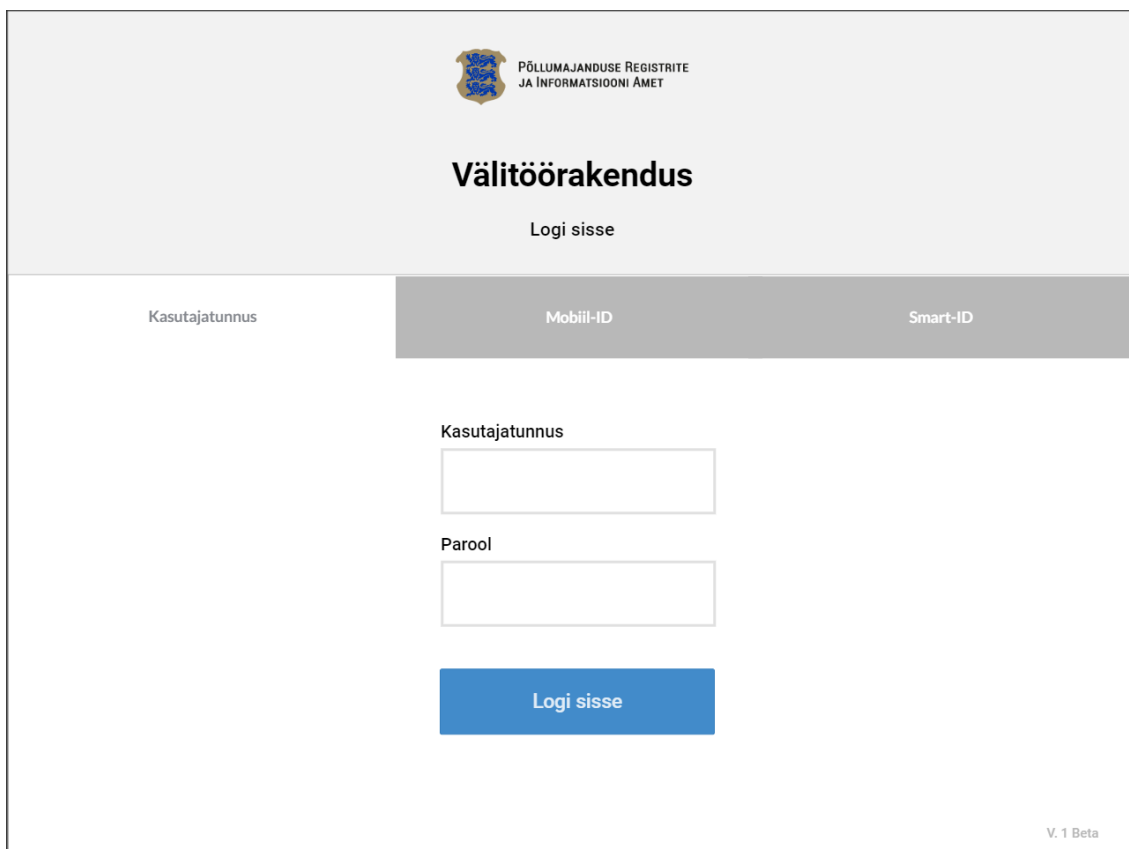 Põllumajanduse Registrite
ja Informatsiooni Amet
Välitöörakendus
Logi sisse
Kasutajatunnus
Mobiil-ID
Smart-ID
Kasutajatunnus
Parool
Logi sisse
V. 1 Beta